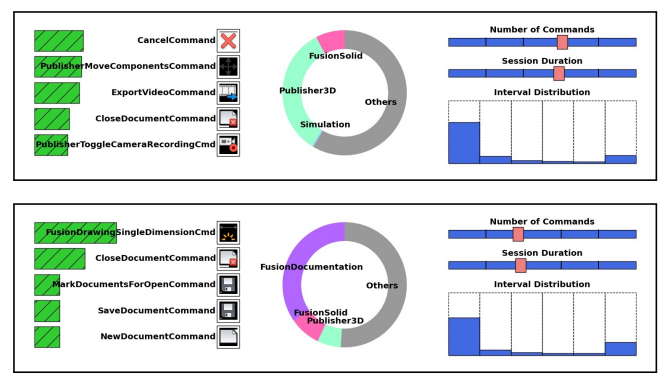 CancelCommand
PublisherMoveComponentsCommand
ExportVideoCommand
CloseDocumentCommand
PublisherToggleCameraRecordingCmd
FusionSolid
Publisher3D
Others
Simulation
Number of Commands
Session Duration
Interval Distribution
FusionDrawingSingleDimensionCmd
CloseDocumentCommand
MarkDocumentsForOpenCommand
SaveDocumentCommand
NewDocumentCommand
FusionDocumentation
Others
FusionSolid
Publisher3D
Number of Commands
Session Duration
Interval Distribution